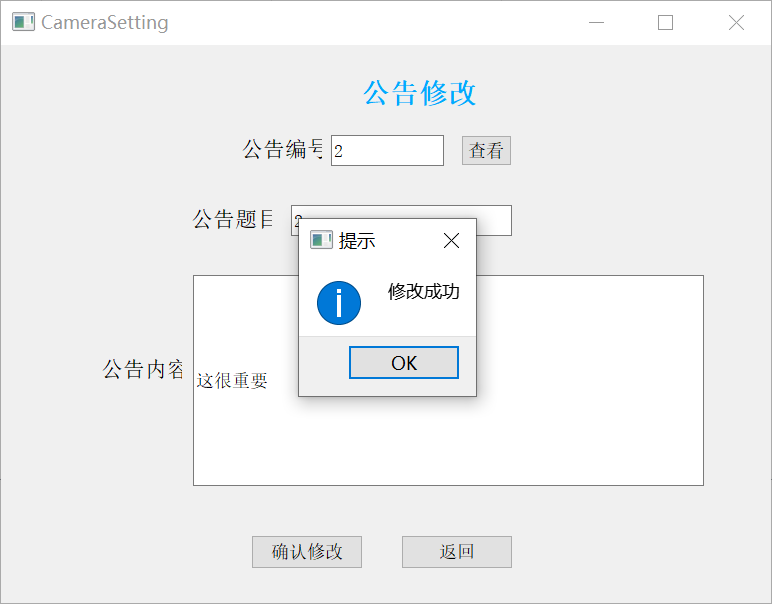 CameraSetting
公告修改
公告编号 2 查看
公告题目 2
提示
修改成功
OK
公告内容 这很重要
确认修改 返回